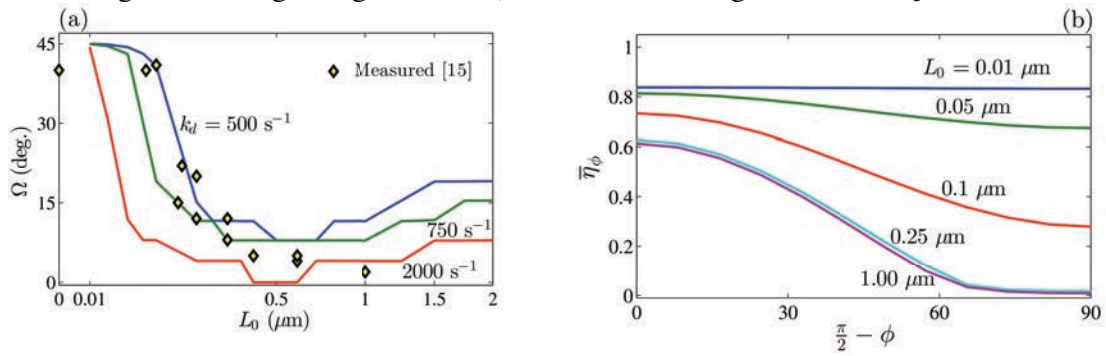 (a)
45
30
15
0
Ω (deg.)
Measured [15]
k_d = 500 s⁻¹
750 s⁻¹
2000 s⁻¹
0 0.01 0.5 1 1.5 2
L₀ (μm)
(b)
1
0.8
0.6
0.4
0.2
0
η̅_ϕ
L₀ = 0.01 μm
0.05 μm
0.1 μm
0.25 μm
1.00 μm
0 30 60 90
π/2 − ϕ